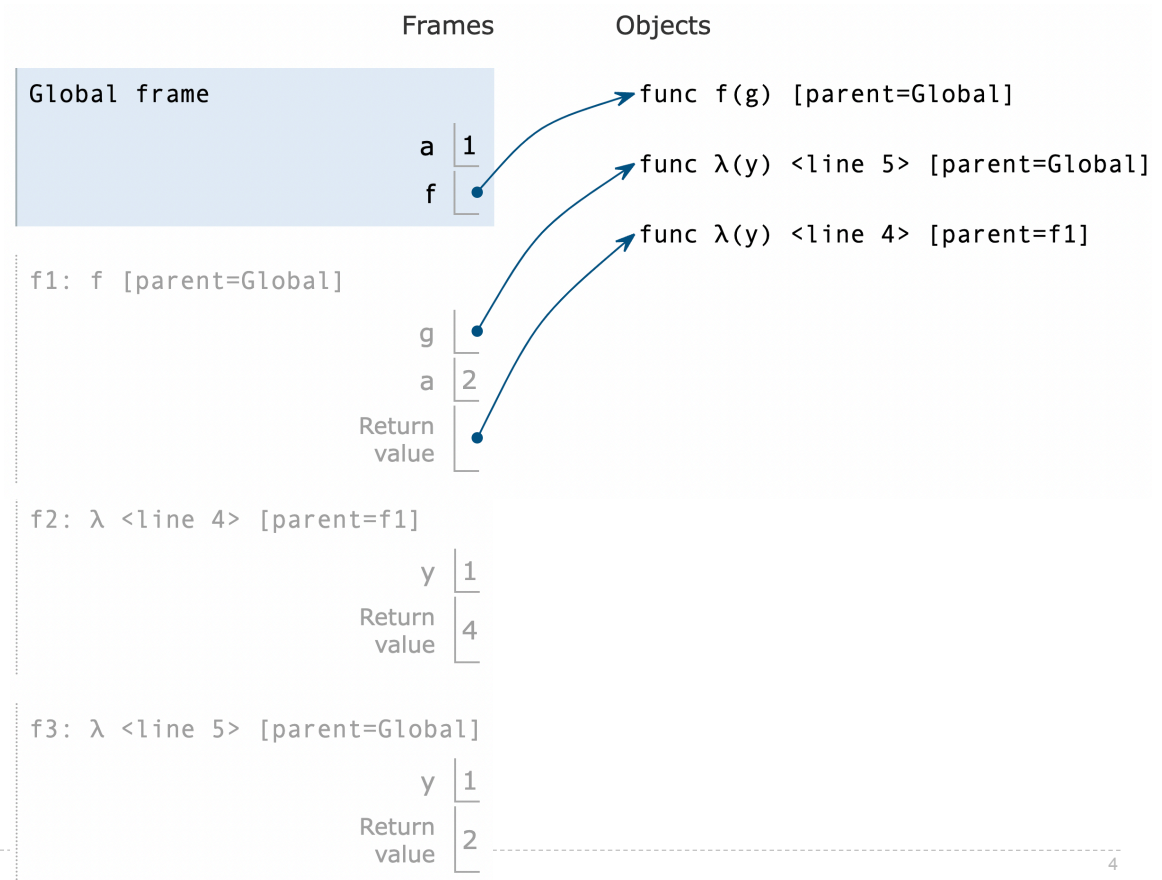 Frames Objects
Global frame
a 1
f
func f(g) [parent=Global]
func λ(y) <line 5> [parent=Global]
func λ(y) <line 4> [parent=f1]
f1: f [parent=Global]
g
a 2
Return
value
f2: λ <line 4> [parent=f1]
y 1
Return
value 4
f3: λ <line 5> [parent=Global]
y 1
Return
value 2
4